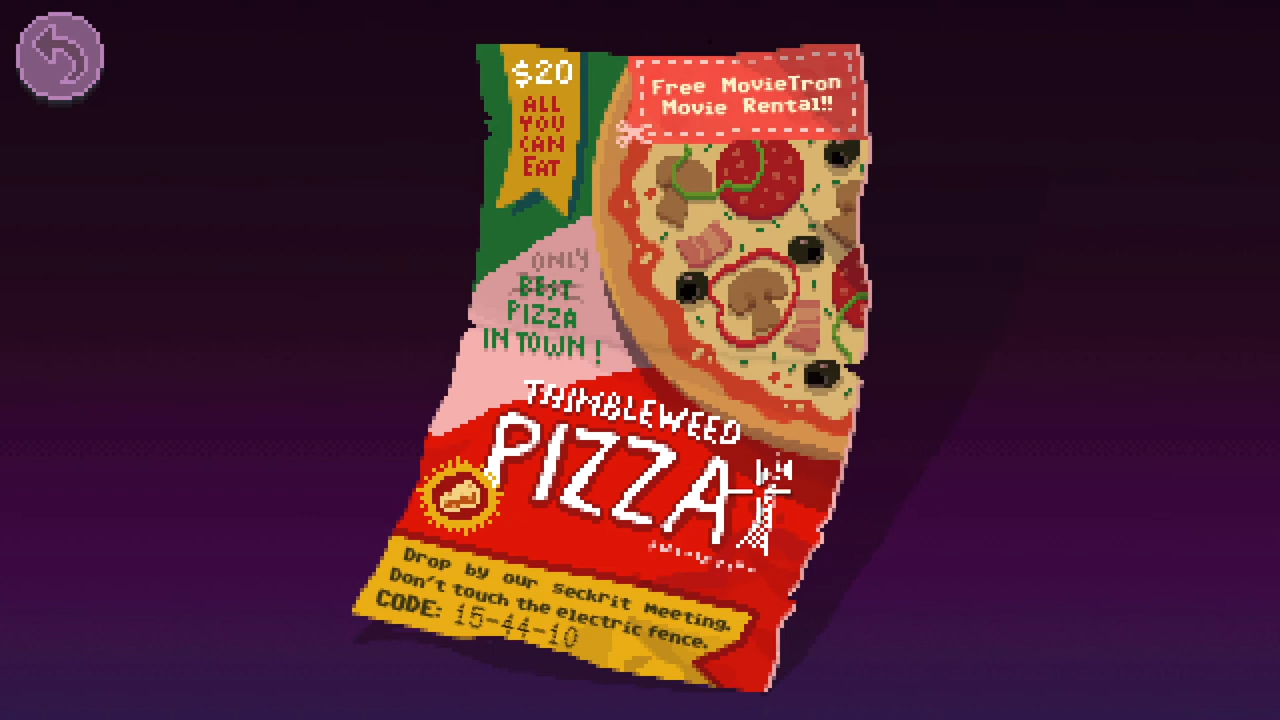 $20
ALL
YOU
CAN
EAT
Free MovieTron
Movie Rental!!
ONLY
BEST
PIZZA
IN TOWN!
THIMBLEWEED
PIZZA
Drop by our seckrit meeting.
Don't touch the electric fence.
CODE: 15-44-10